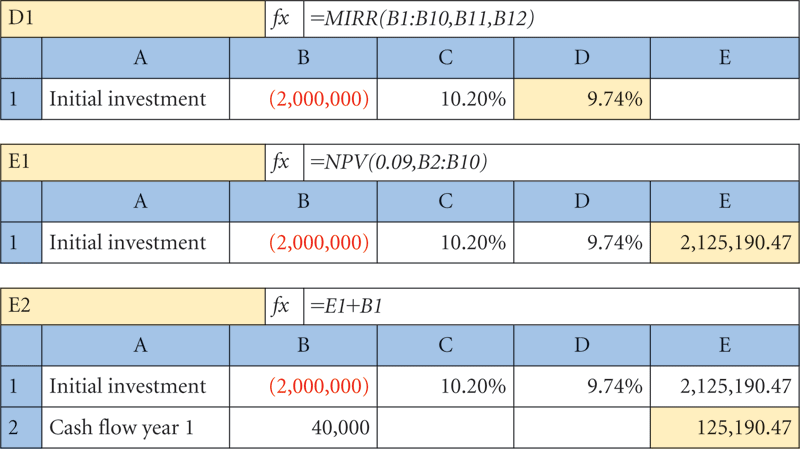 D1 fx =MIRR(B1:B10,B11,B12)
A B C D E
1 Initial investment (2,000,000) 10.20% 9.74%
E1 fx =NPV(0.09,B2:B10)
A B C D E
1 Initial investment (2,000,000) 10.20% 9.74% 2,125,190.47
E2 fx =E1+B1
A B C D E
1 Initial investment (2,000,000) 10.20% 9.74% 2,125,190.47
2 Cash flow year 1 40,000 125,190.47